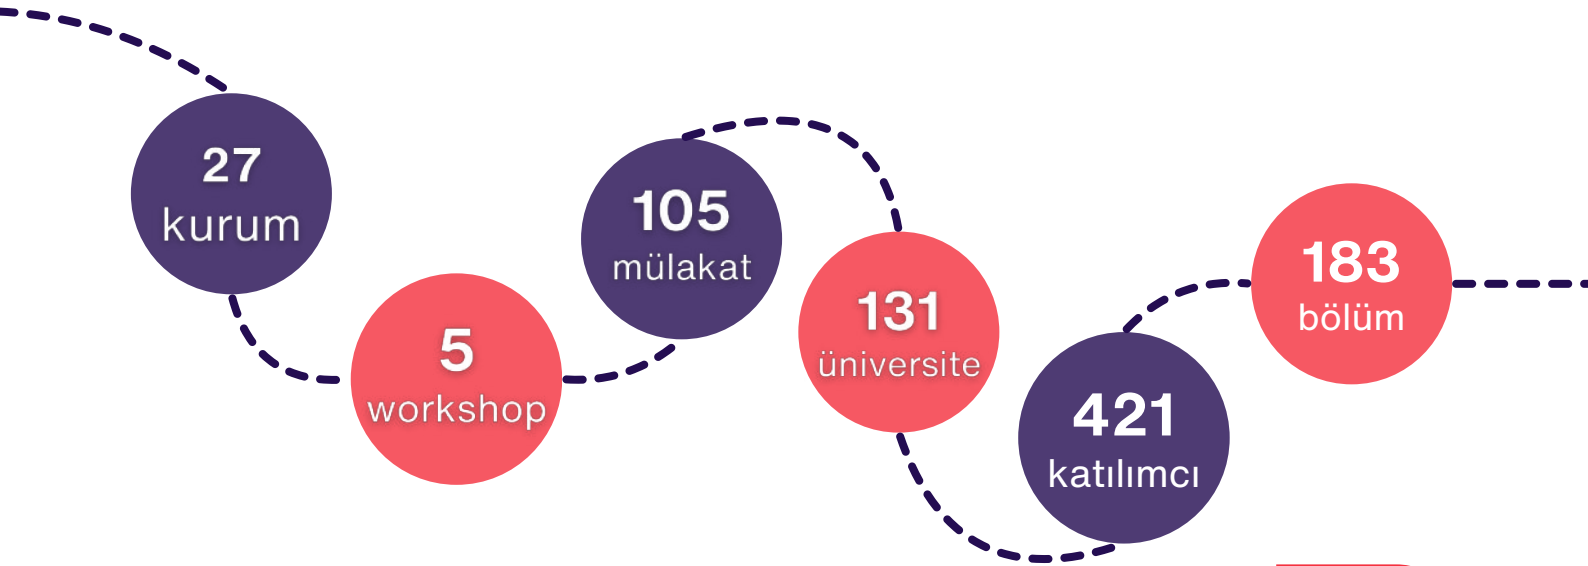 27
kurum
5
workshop
105
mülakat
131
üniversite
421
katılımcı
183
bölüm